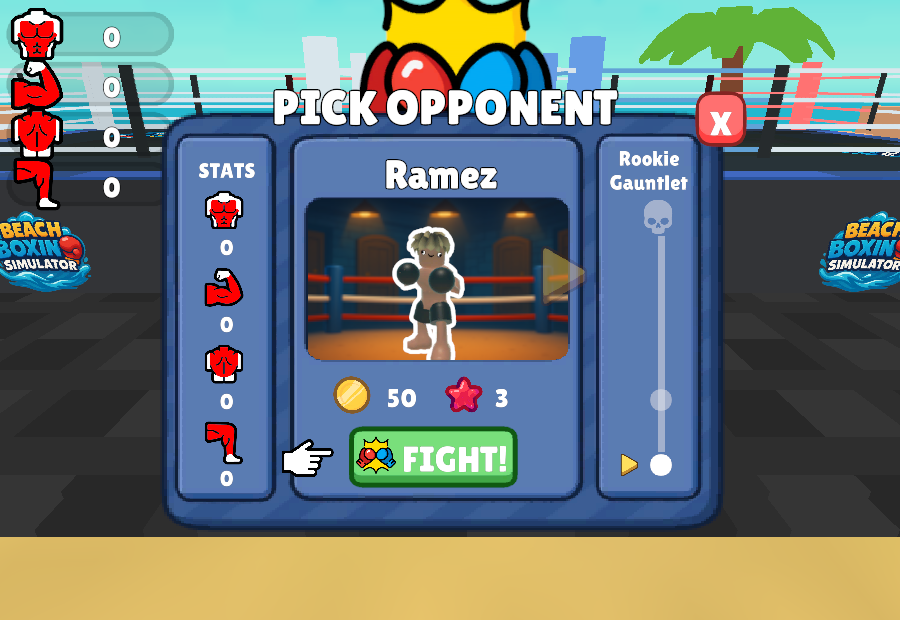 0
0
0
0
PICK OPPONENT
X
STATS
0
0
0
0
Ramez
50
3
FIGHT!
Rookie
Gauntlet
BEACH
BOXING
SIMULATOR
BEACH
BOXING
SIMULATOR